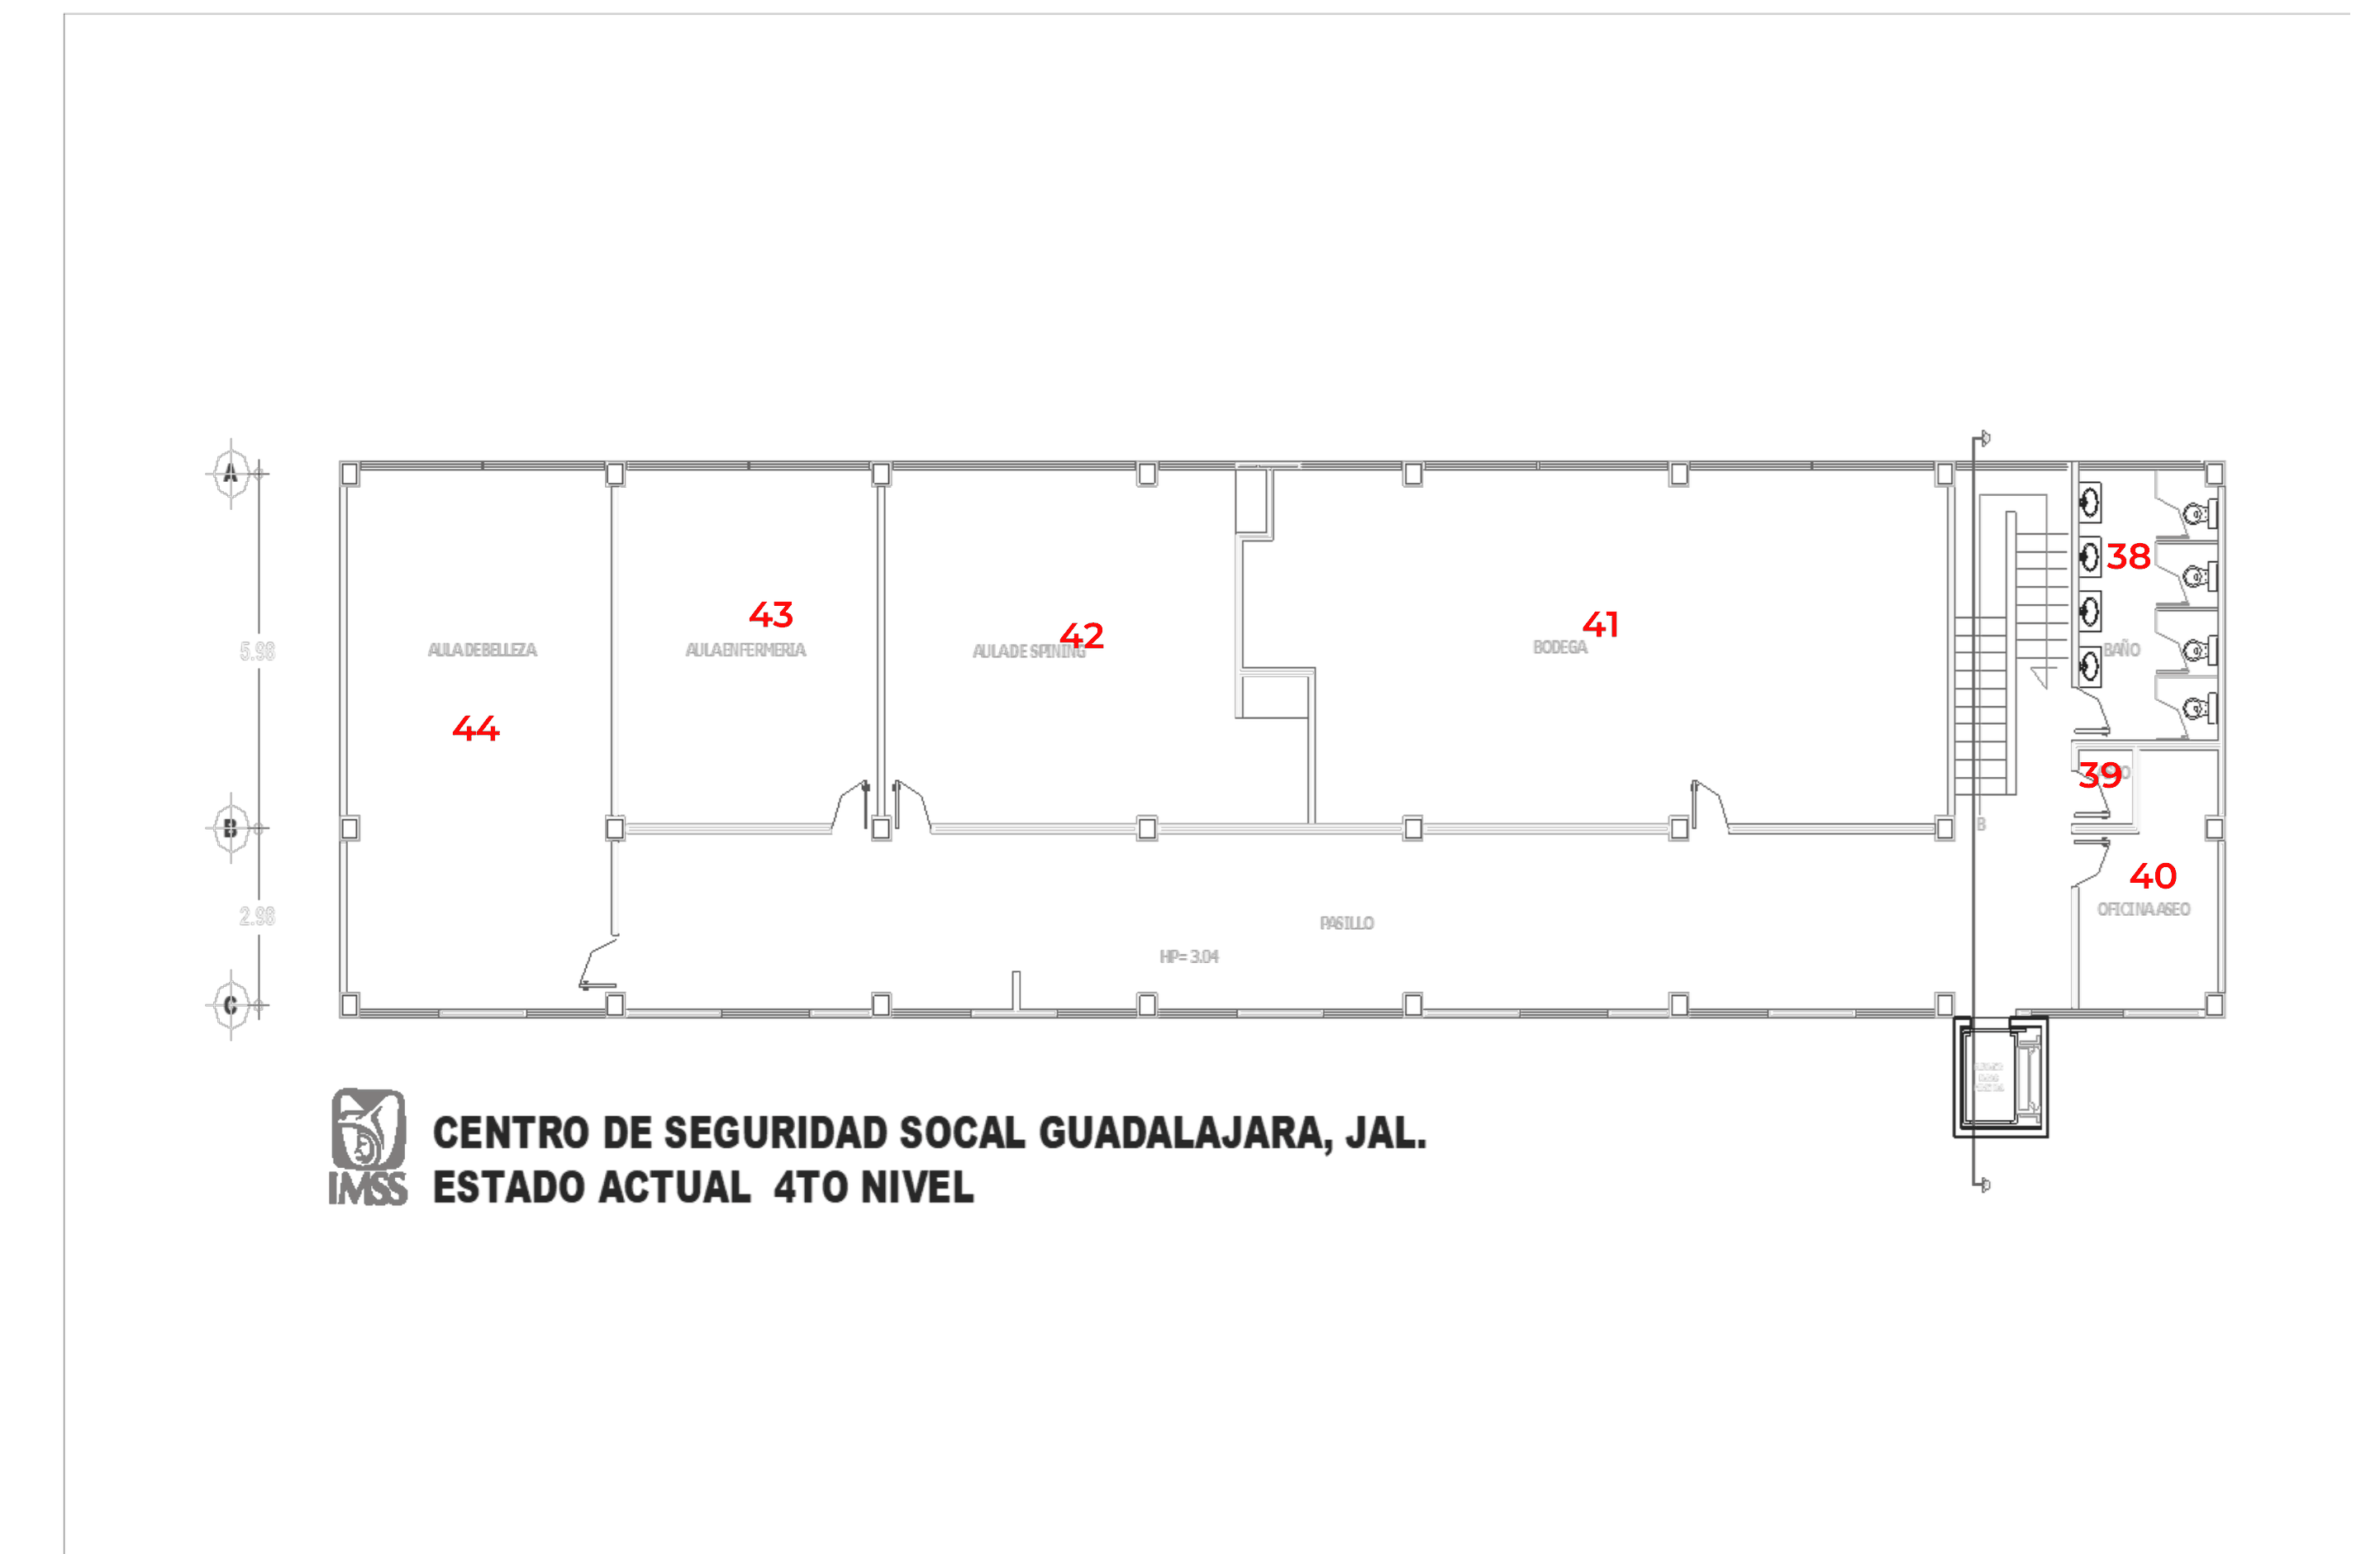 A
38
43
41
42
5.98
AULA DE BELLEZA
AULA ENFERMERIA
AULA DE SPINING
BODEGA
BAÑO
44
39
B
B
40
OFICINA ASEO
2.98
PASILLO
HP= 3.04
C
CENTRO DE SEGURIDAD SOCAL GUADALAJARA, JAL.
ESTADO ACTUAL 4TO NIVEL
IMSS